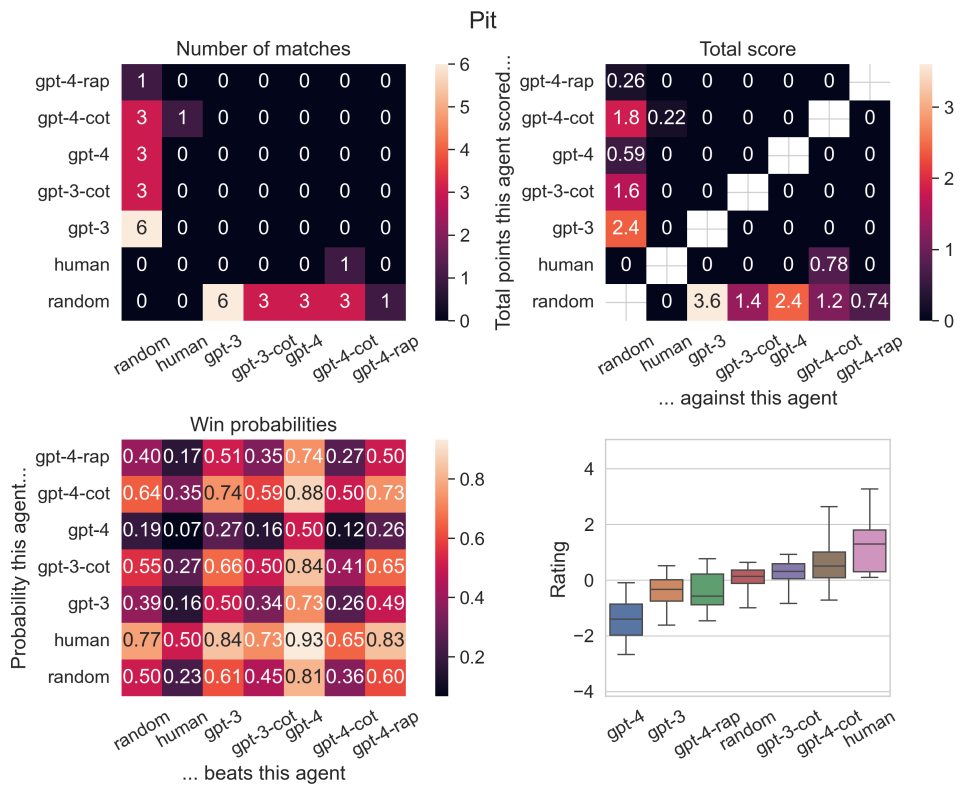 Pit
Number of matches
gpt-4-rap 1 0 0 0 0 0 0
gpt-4-cot 3 1 0 0 0 0 0
gpt-4 3 0 0 0 0 0 0
gpt-3-cot 3 0 0 0 0 0 0
gpt-3 6 0 0 0 0 0 0
human 0 0 0 0 0 1 0
random 0 0 6 3 3 3 1
random human gpt-3 gpt-3-cot gpt-4 gpt-4-cot gpt-4-rap
6
5
4
3
2
1
0
Total score
Total points this agent scored...
gpt-4-rap 0.26 0 0 0 0 0
gpt-4-cot 1.8 0.22 0 0 0 0
gpt-4 0.59 0 0 0 0 0
gpt-3-cot 1.6 0 0 0 0 0
gpt-3 2.4 0 0 0 0 0
human 0 0 0 0 0.78 0
random 0 3.6 1.4 2.4 1.2 0.74
random human gpt-3 gpt-3-cot gpt-4 gpt-4-cot gpt-4-rap
... against this agent
3
2
1
0
Win probabilities
Probability this agent...
gpt-4-rap 0.40 0.17 0.51 0.35 0.74 0.27 0.50
gpt-4-cot 0.64 0.35 0.74 0.59 0.88 0.50 0.73
gpt-4 0.19 0.07 0.27 0.16 0.50 0.12 0.26
gpt-3-cot 0.55 0.27 0.66 0.50 0.84 0.41 0.65
gpt-3 0.39 0.16 0.50 0.34 0.73 0.26 0.49
human 0.77 0.50 0.84 0.73 0.93 0.65 0.83
random 0.50 0.23 0.61 0.45 0.81 0.36 0.60
random human gpt-3 gpt-3-cot gpt-4 gpt-4-cot gpt-4-rap
... beats this agent
0.8
0.6
0.4
0.2
Rating
4
2
0
−2
−4
gpt-4 gpt-3 gpt-4-rap random gpt-3-cot gpt-4-cot human